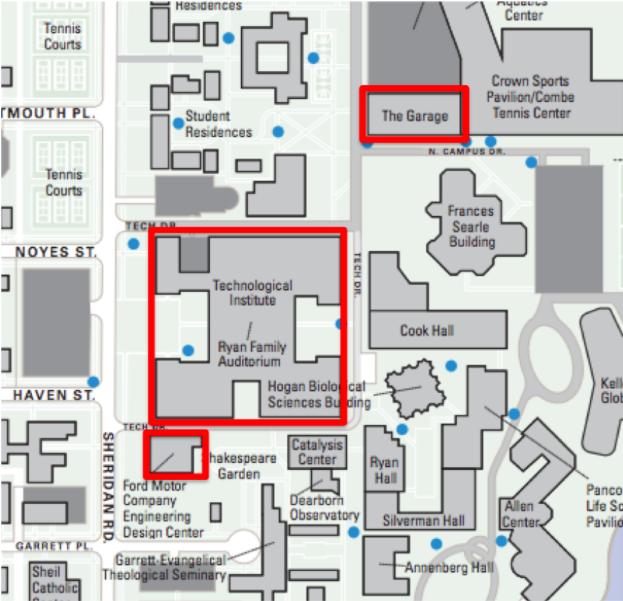 Residences
Aquatics
Center
Tennis
Courts
Crown Sports
Pavilion/Combe
Tennis Center
The Garage
TMOUTH PL.
Student
Residences
N. CAMPUS DR.
Tennis
Courts
Frances
Searle
Building
TECH DR.
NOYES ST.
TECH DR.
Technological
Institute
Cook Hall
Ryan Family
Auditorium
Hogan Biological
Sciences Building
Kell
Glob
HAVEN ST.
TECH DR.
SHERIDAN RD.
Shakespeare
Garden
Catalysis
Center
Ryan
Hall
Ford Motor
Company
Engineering
Design Center
Dearborn
Observatory
Silverman Hall
Allen
Center
Panco
Life Sc
Pavilio
GARRETT PL.
Garrett-Evangelical
Theological Seminary
Annenberg Hall
Sheil
Catholic
Center